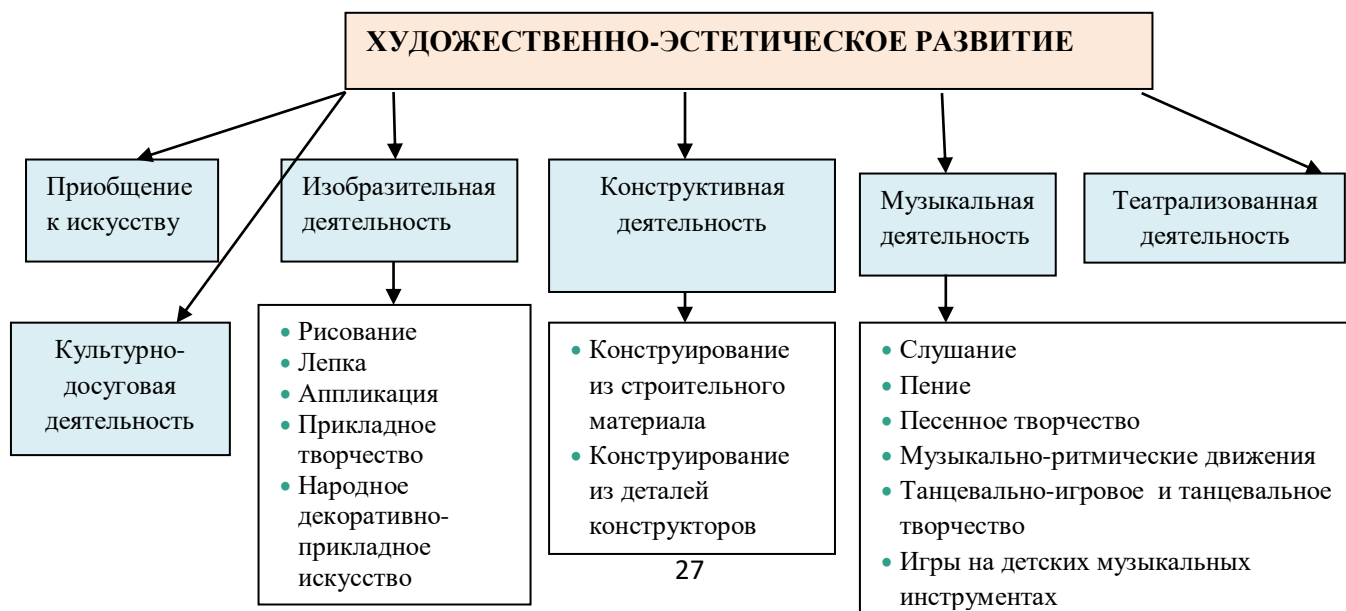 ХУДОЖЕСТВЕННО-ЭСТЕТИЧЕСКОЕ РАЗВИТИЕ
Приобщение
к искусству
Изобразительная
деятельность
Конструктивная
деятельность
Музыкальная
деятельность
Театрализованная
деятельность
Культурно-
досуговая
деятельность
• Рисование
• Лепка
• Аппликация
• Прикладное
творчество
• Народное
декоративно-
прикладное
искусство
• Конструирование
из строительного
материала
• Конструирование
из деталей
конструкторов
• Слушание
• Пение
• Песенное творчество
• Музыкально-ритмические движения
• Танцевально-игровое и танцевальное
творчество
• Игры на детских музыкальных
инструментах
27